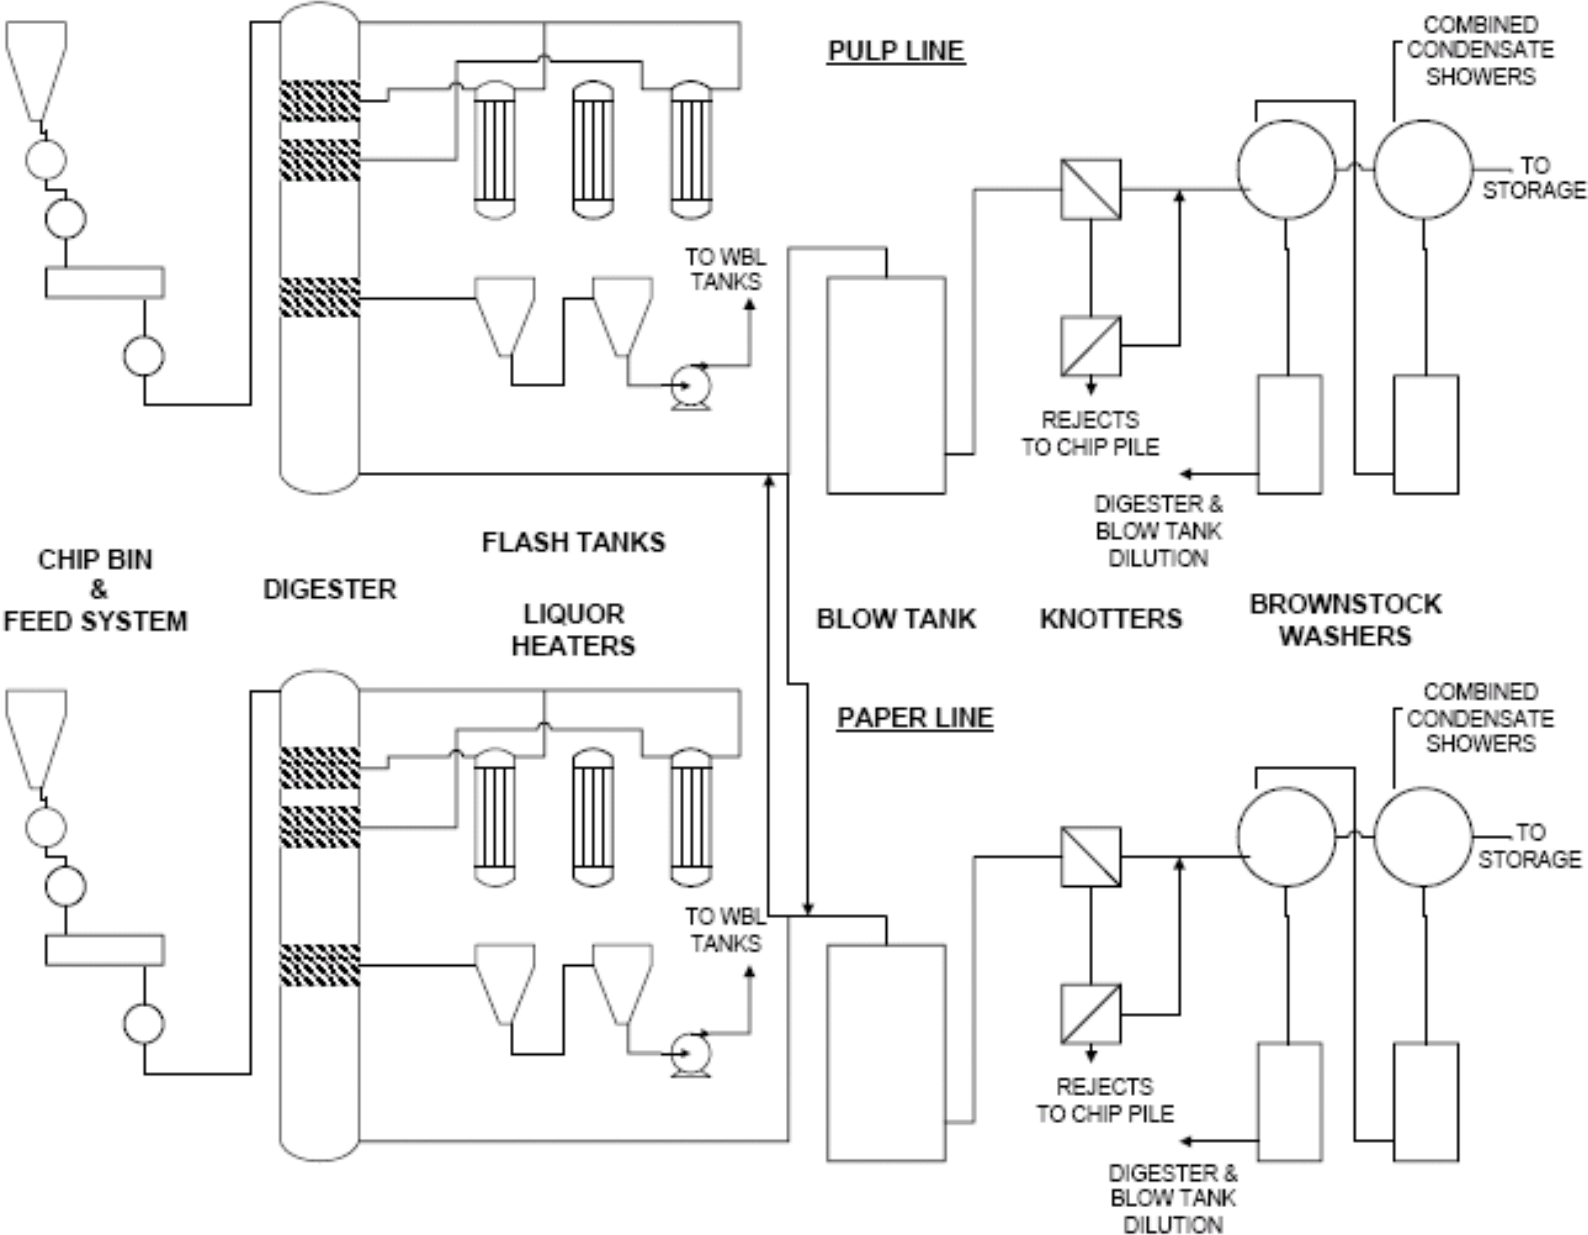 PULP LINE
COMBINED
CONDENSATE
SHOWERS
TO
STORAGE
TO WBL
TANKS
REJECTS
TO CHIP PILE
DIGESTER &
BLOW TANK
DILUTION
CHIP BIN
&
FEED SYSTEM
DIGESTER
FLASH TANKS
LIQUOR
HEATERS
BLOW TANK
KNOTTERS
BROWNSTOCK
WASHERS
PAPER LINE
COMBINED
CONDENSATE
SHOWERS
TO
STORAGE
TO WBL
TANKS
REJECTS
TO CHIP PILE
DIGESTER &
BLOW TANK
DILUTION